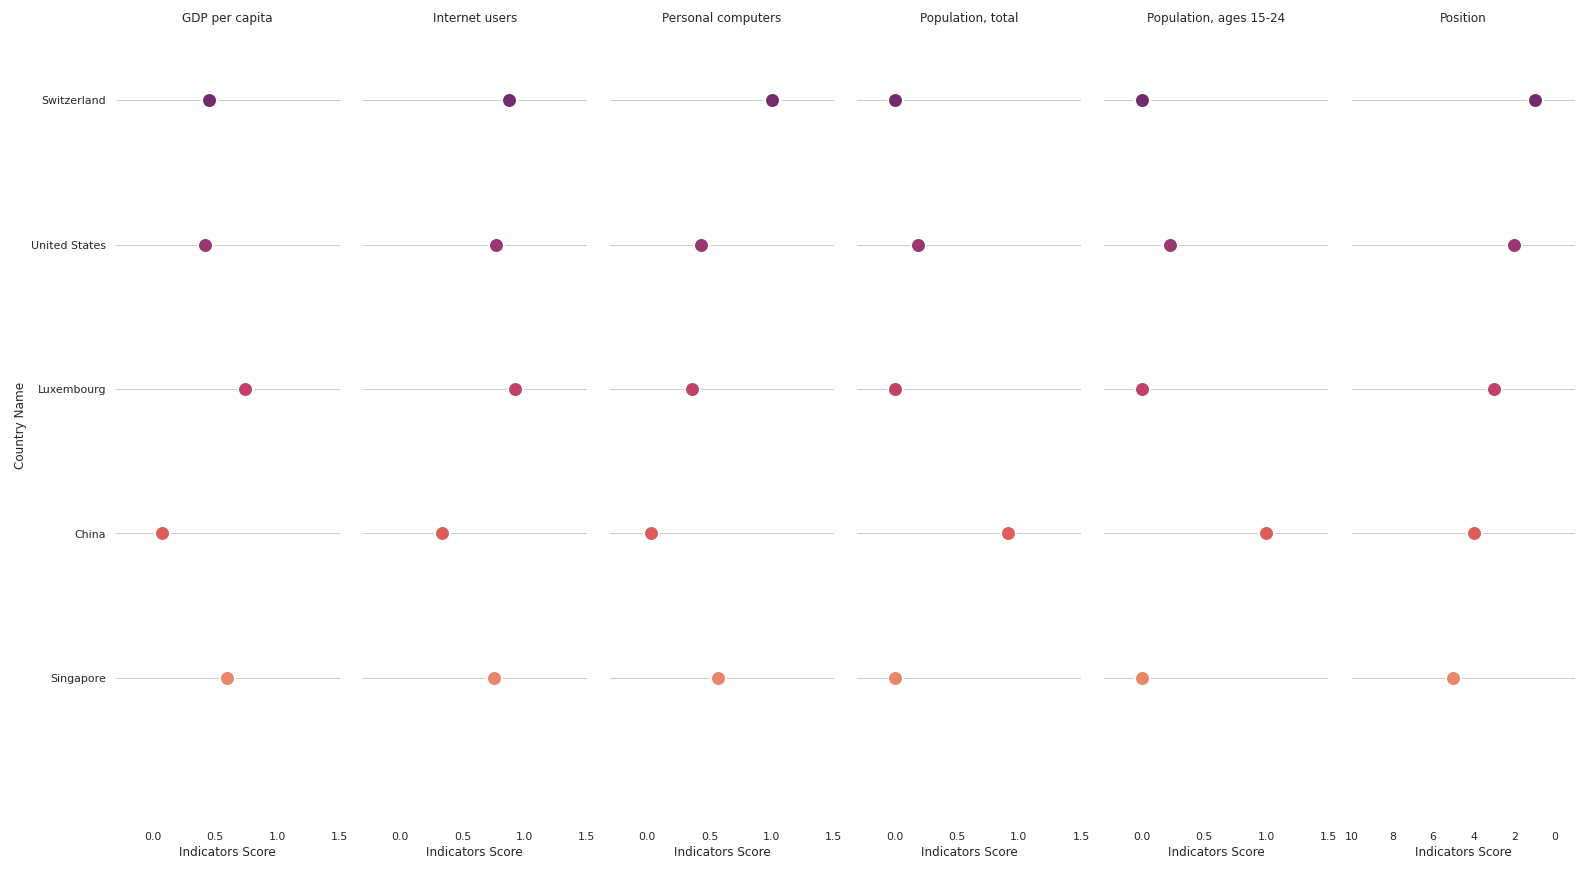 GDP per capita Internet users Personal computers Population, total Population, ages 15-24 Position
Country Name
Switzerland
United States
Luxembourg
China
Singapore
0.0 0.5 1.0 1.5 0.0 0.5 1.0 1.5 0.0 0.5 1.0 1.5 0.0 0.5 1.0 1.5 0.0 0.5 1.0 1.5 10 8 6 4 2 0
Indicators Score Indicators Score Indicators Score Indicators Score Indicators Score Indicators Score